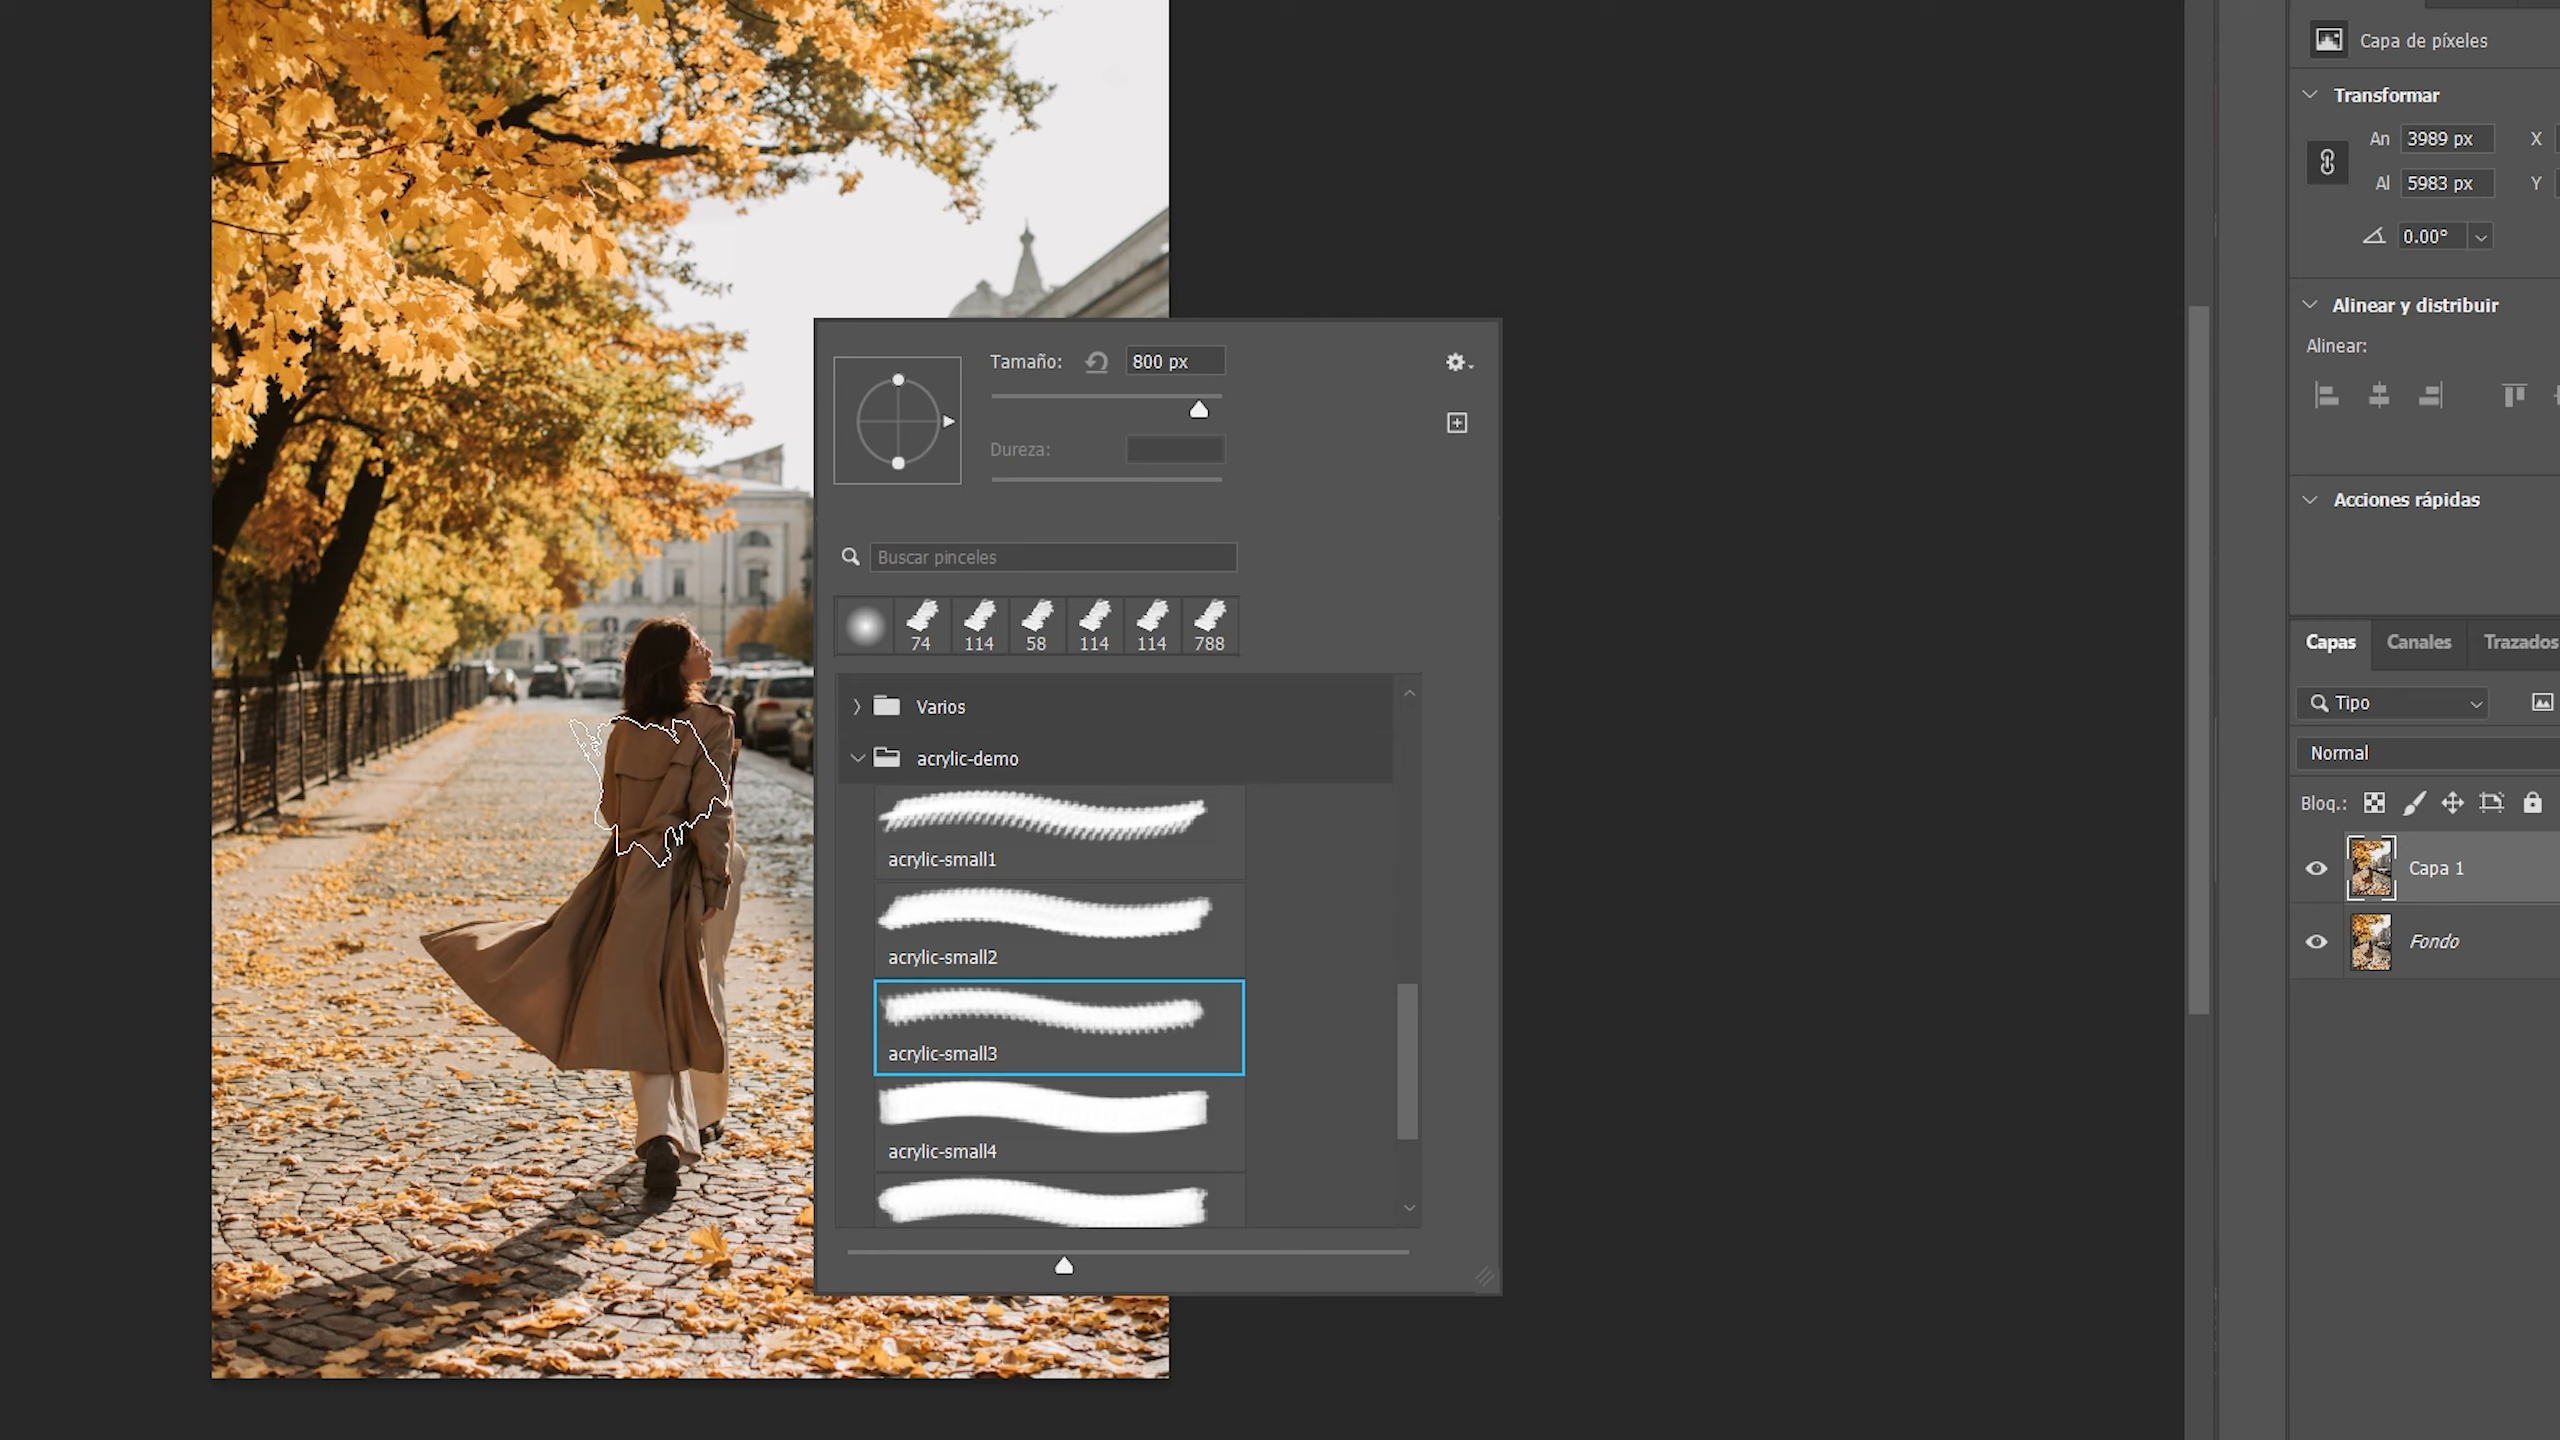 Capa de píxeles
Transformar
An 3989 px X
Al 5983 px Y
0.00°
Alinear y distribuir
Alinear:
Acciones rápidas
Tamaño: 800 px
Dureza:
Buscar pinceles
74 114 58 114 114 788
Varios
acrylic-demo
acrylic-small1
acrylic-small2
acrylic-small3
acrylic-small4
Capas Canales Trazados
Tipo
Normal
Bloq.:
Capa 1
Fondo